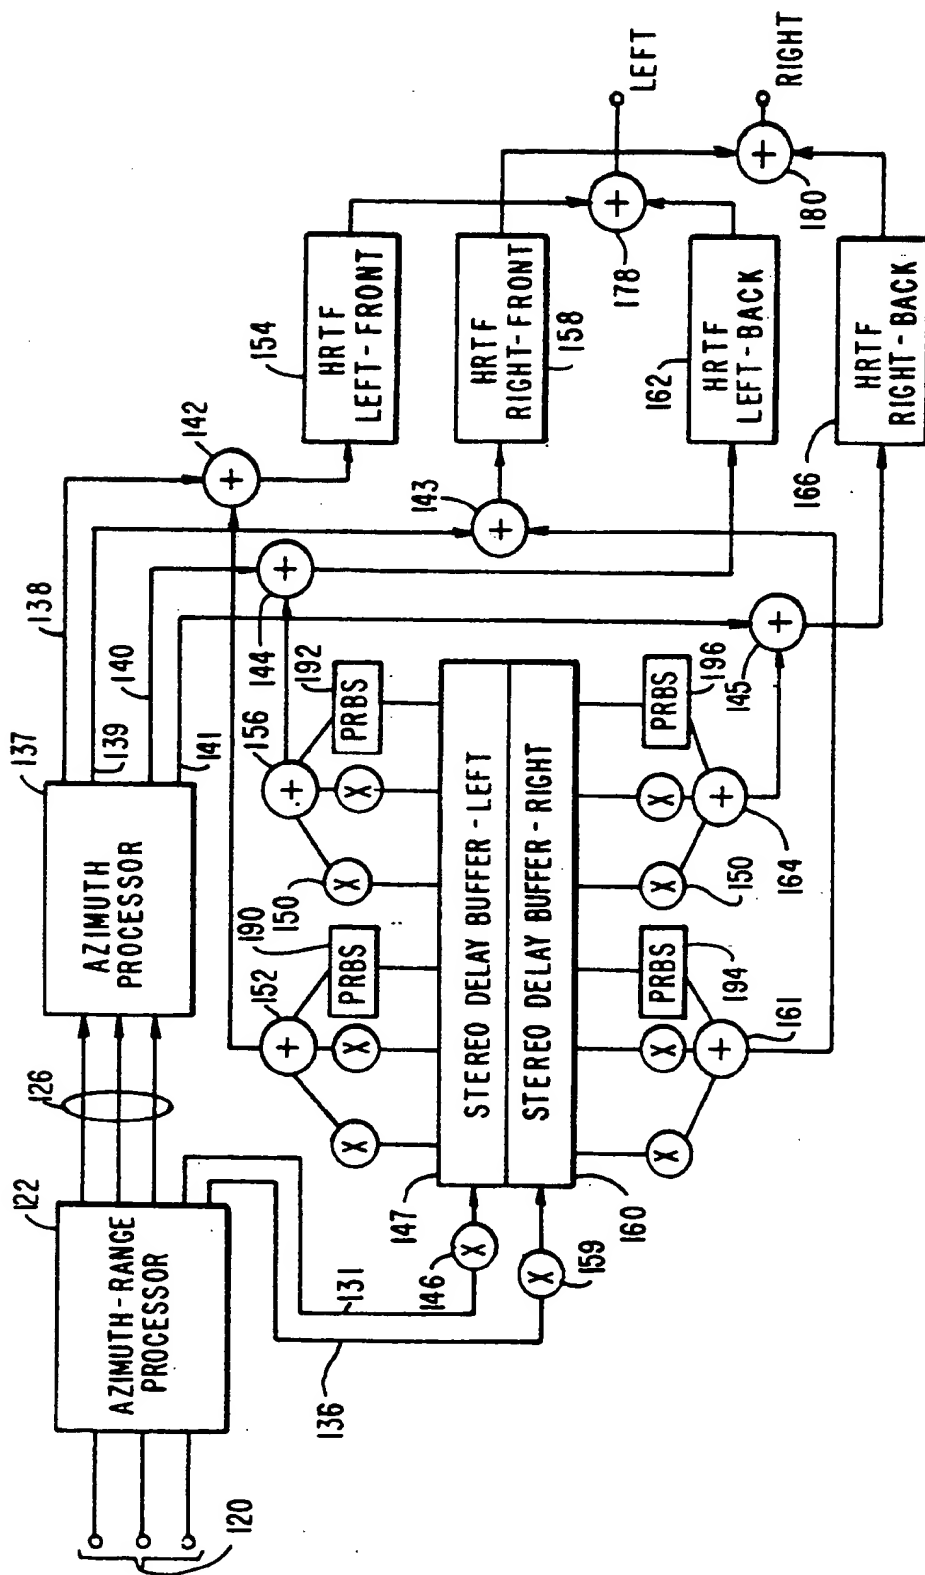 120
122
AZIMUTH-RANGE
PROCESSOR
126
131
136
137
AZIMUTH
PROCESSOR
138
139
140
141
142
143
144
145
146
X
159
X
147
STEREO DELAY BUFFER-LEFT
STEREO DELAY BUFFER-RIGHT
160
152
+
X
X
190
PRBS
156
+
150
X
X
192
PRBS
X
X
PRBS
194
+
161
X
150
X
PRBS
196
+
164
+
+
+
+
154
HRTF
LEFT-FRONT
HRTF
RIGHT-FRONT
158
162
HRTF
LEFT-BACK
166
HRTF
RIGHT-BACK
+
178
LEFT
+
180
RIGHT